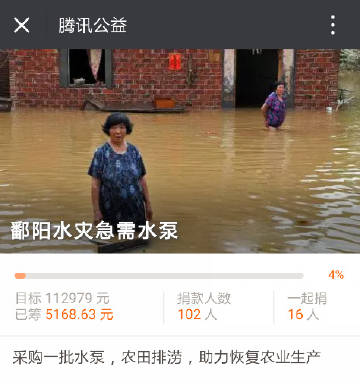 腾讯公益
鄱阳水灾急需水泵
4%
目标 112979 元
已筹 5168.63 元
捐款人数
102 人
一起捐
16 人
采购一批水泵，农田排涝，助力恢复农业生产